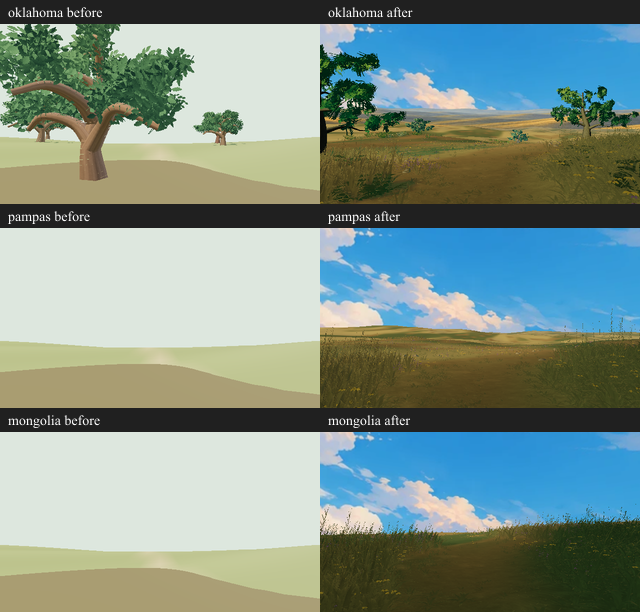 oklahoma before
oklahoma after
pampas before
pampas after
mongolia before
mongolia after